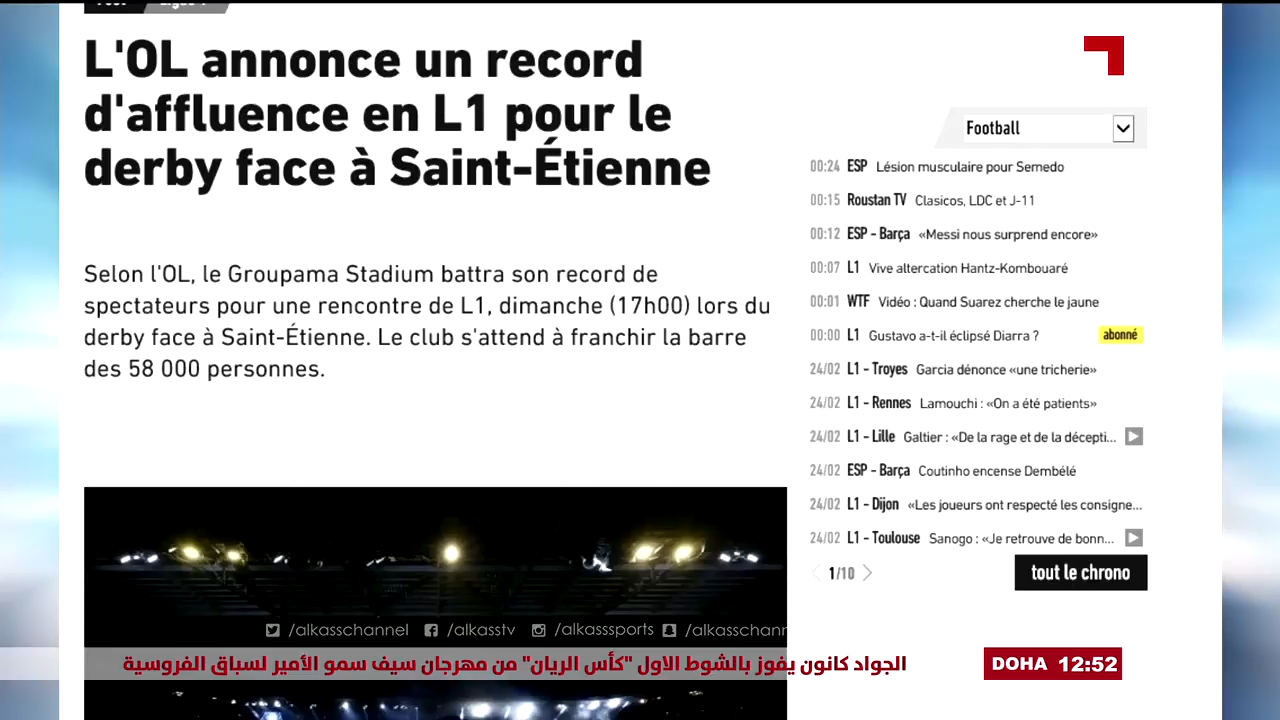 L'OL annonce un record
d'affluence en L1 pour le
derby face à Saint-Étienne
Selon l'OL, le Groupama Stadium battra son record de
spectateurs pour une rencontre de L1, dimanche (17h00) lors du
derby face à Saint-Étienne. Le club s'attend à franchir la barre
des 58 000 personnes.
Football
00:24 ESP Lésion musculaire pour Semedo
00:15 Roustan TV Clasicos, LDC et J-11
00:12 ESP - Barça «Messi nous surprend encore»
00:07 L1 Vive altercation Hantz-Kombouaré
00:01 WTF Vidéo : Quand Suarez cherche le jaune
00:00 L1 Gustavo a-t-il éclipsé Diarra ? abonné
24/02 L1 - Troyes Garcia dénonce «une tricherie»
24/02 L1 - Rennes Lamouchi : «On a été patients»
24/02 L1 - Lille Galtier : «De la rage et de la décepti...
24/02 ESP - Barça Coutinho encense Dembélé
24/02 L1 - Dijon «Les joueurs ont respecté les consigne...
24/02 L1 - Toulouse Sanogo : «Je retrouve de bonn...
1/10
tout le chrono
/alkasschannel /alkasstv /alkasssports /alkasschann
الجواد كانون يفوز بالشوط الاول "كأس الريان" من مهرجان سيف سمو الأمير لسباق الفروسية
DOHA 12:52